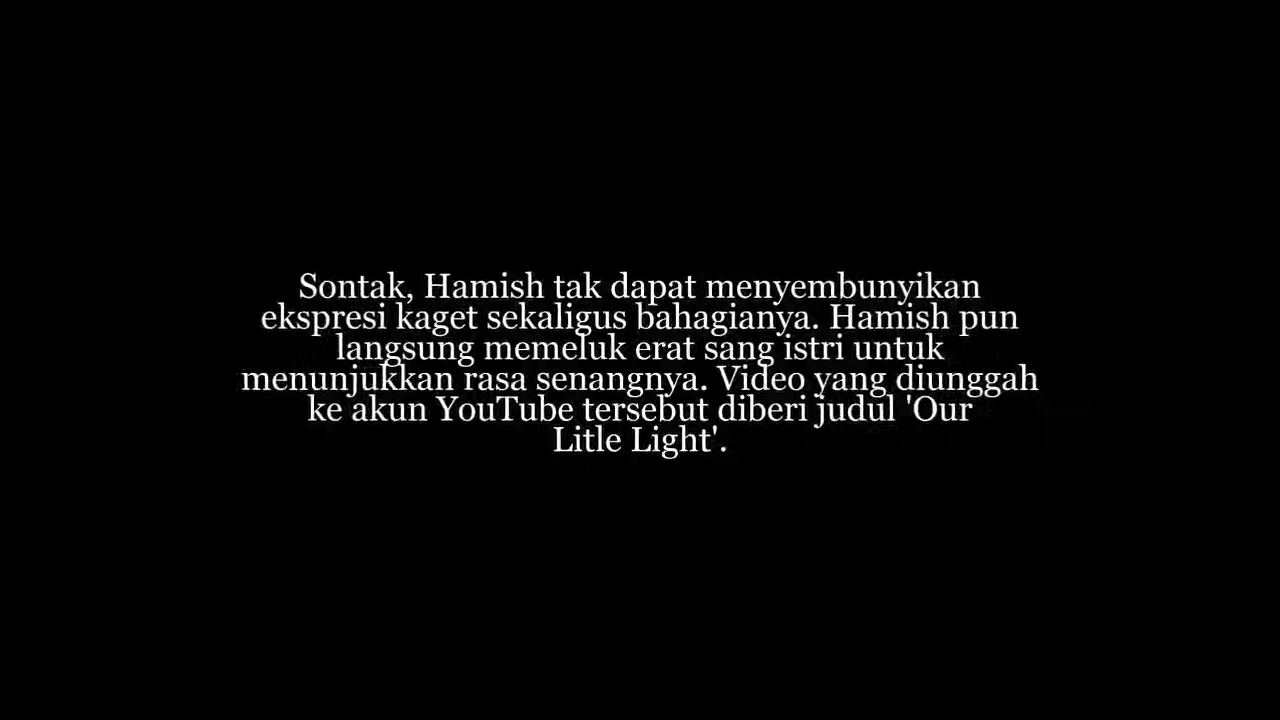 Sontak, Hamish tak dapat menyembunyikan
ekspresi kaget sekaligus bahagianya. Hamish pun
langsung memeluk erat sang istri untuk
menunjukkan rasa senangnya. Video yang diunggah
ke akun YouTube tersebut diberi judul 'Our
Litle Light'.